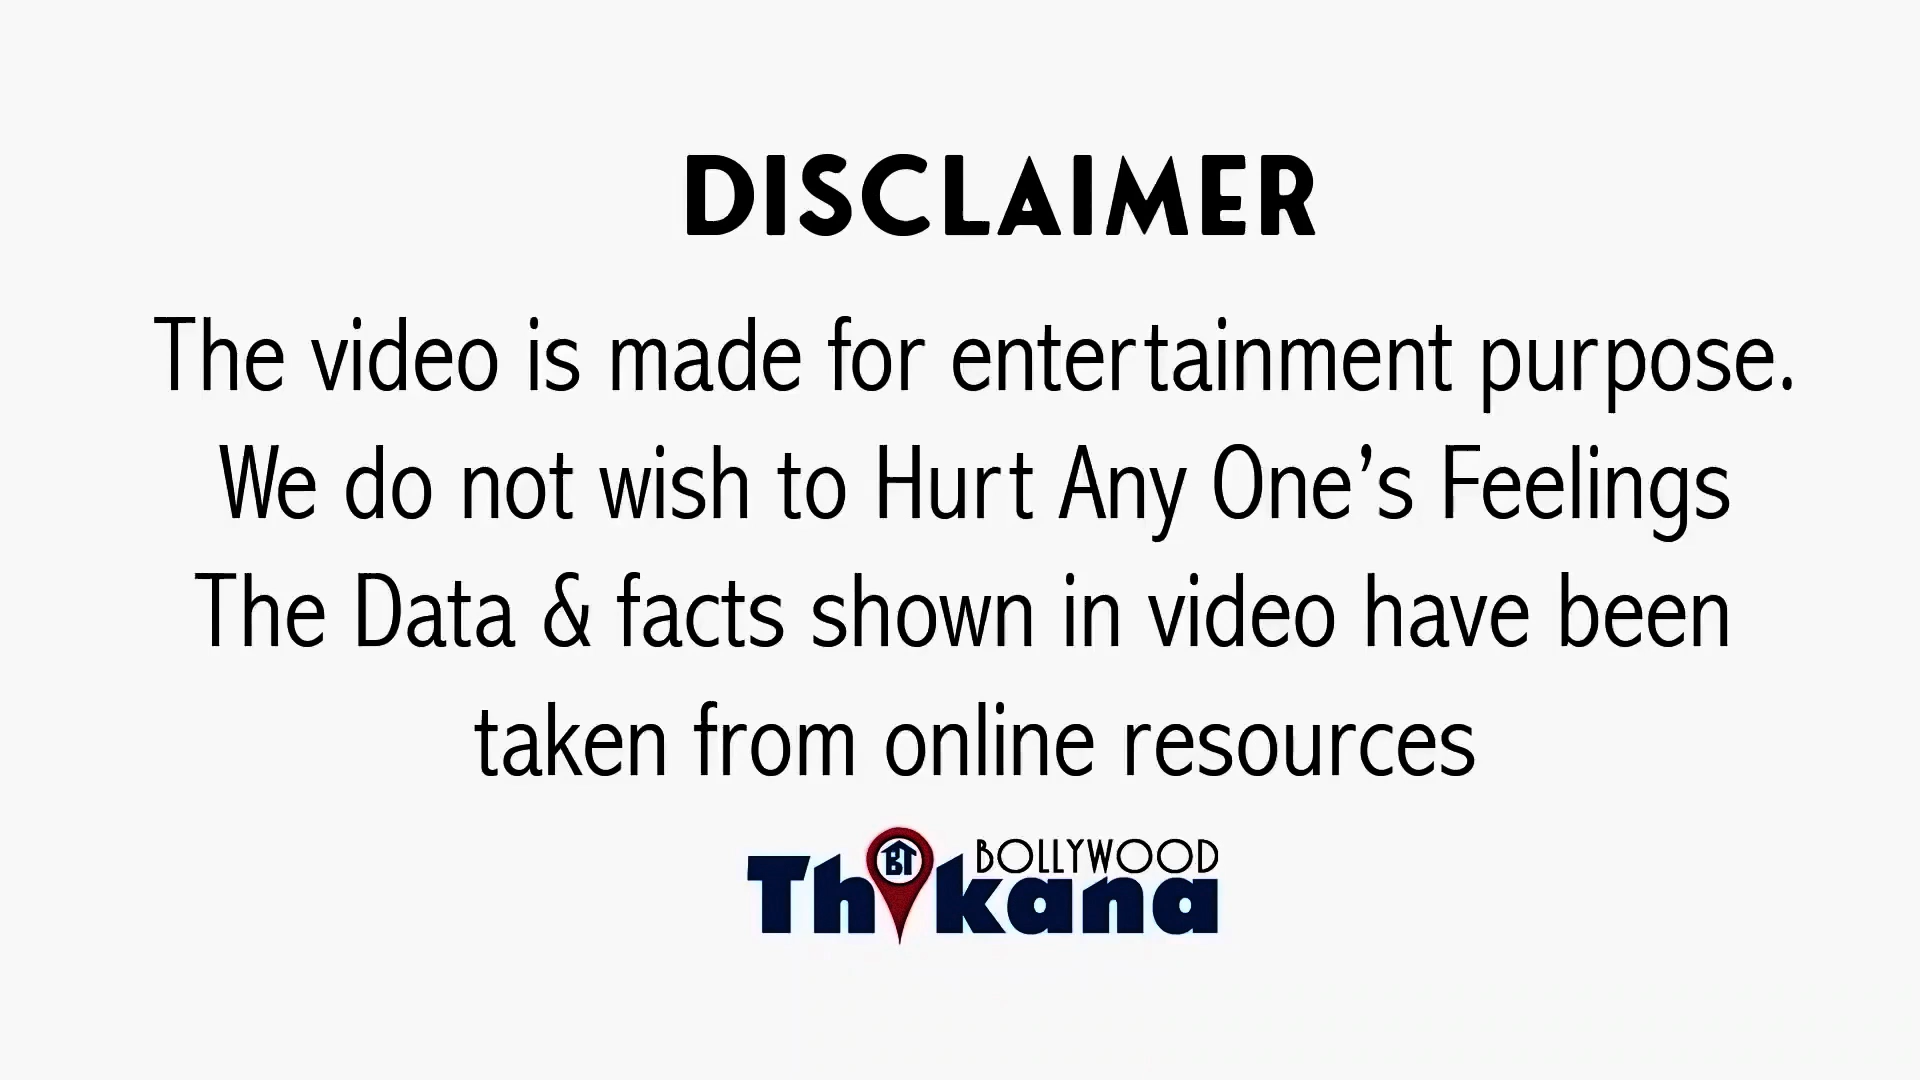 DISCLAIMER
The video is made for entertainment purpose.
We do not wish to Hurt Any One’s Feelings
The Data & facts shown in video have been
taken from online resources
BT
BOLLYWOOD
Thikana